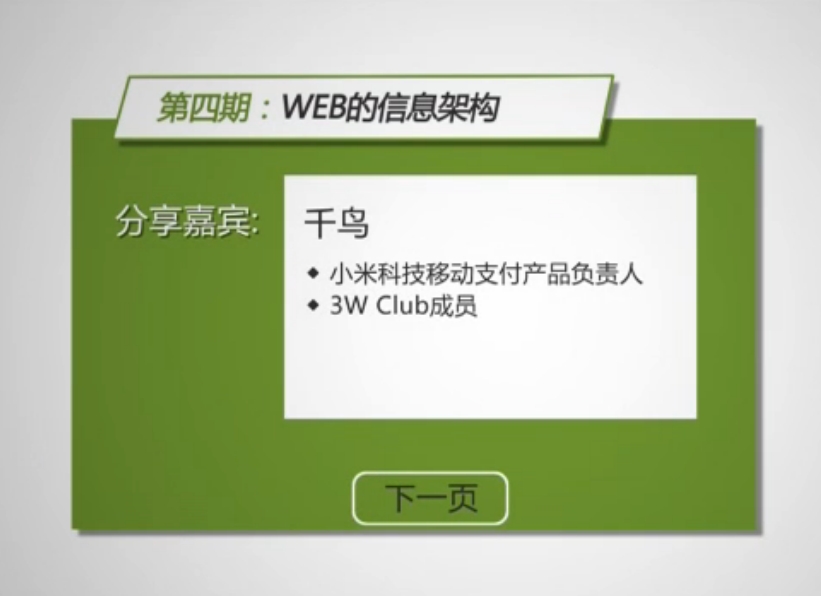 第四期：WEB的信息架构
分享嘉宾:
千鸟
◆ 小米科技移动支付产品负责人
◆ 3W Club成员
下一页